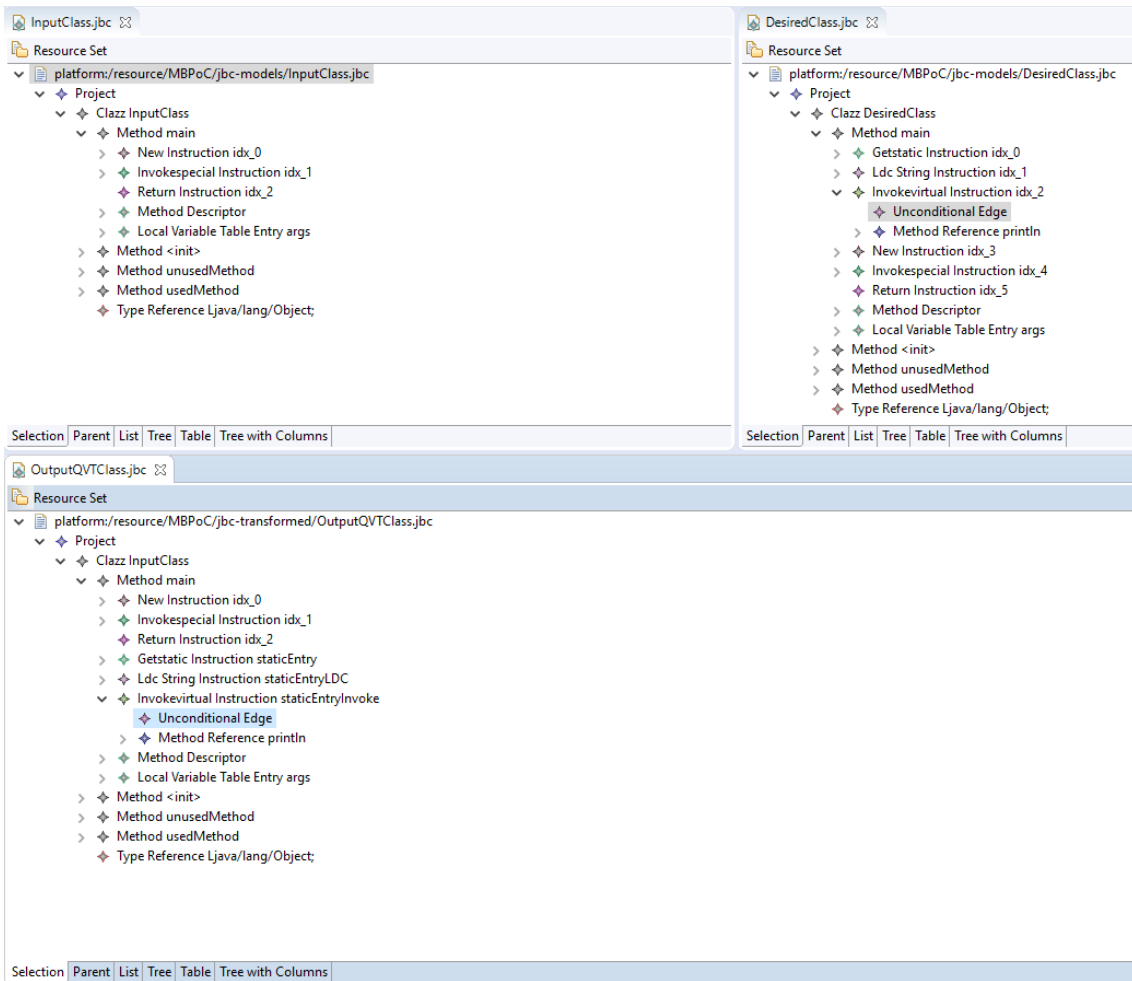 InputClass.jbc
Resource Set
platform:/resource/MBPoC/jbc-models/InputClass.jbc
Project
Clazz InputClass
Method main
New Instruction idx_0
Invokespecial Instruction idx_1
Return Instruction idx_2
Method Descriptor
Local Variable Table Entry args
Method <init>
Method unusedMethod
Method usedMethod
Type Reference Ljava/lang/Object;
Selection Parent List Tree Table Tree with Columns
DesiredClass.jbc
Resource Set
platform:/resource/MBPoC/jbc-models/DesiredClass.jbc
Project
Clazz DesiredClass
Method main
Getstatic Instruction idx_0
Ldc String Instruction idx_1
Invokevirtual Instruction idx_2
Unconditional Edge
Method Reference println
New Instruction idx_3
Invokespecial Instruction idx_4
Return Instruction idx_5
Method Descriptor
Local Variable Table Entry args
Method <init>
Method unusedMethod
Method usedMethod
Type Reference Ljava/lang/Object;
Selection Parent List Tree Table Tree with Columns
OutputQVTClass.jbc
Resource Set
platform:/resource/MBPoC/jbc-transformed/OutputQVTClass.jbc
Project
Clazz InputClass
Method main
New Instruction idx_0
Invokespecial Instruction idx_1
Return Instruction idx_2
Getstatic Instruction staticEntry
Ldc String Instruction staticEntryLDC
Invokevirtual Instruction staticEntryInvoke
Unconditional Edge
Method Reference println
Method Descriptor
Local Variable Table Entry args
Method <init>
Method unusedMethod
Method usedMethod
Type Reference Ljava/lang/Object;
Selection Parent List Tree Table Tree with Columns